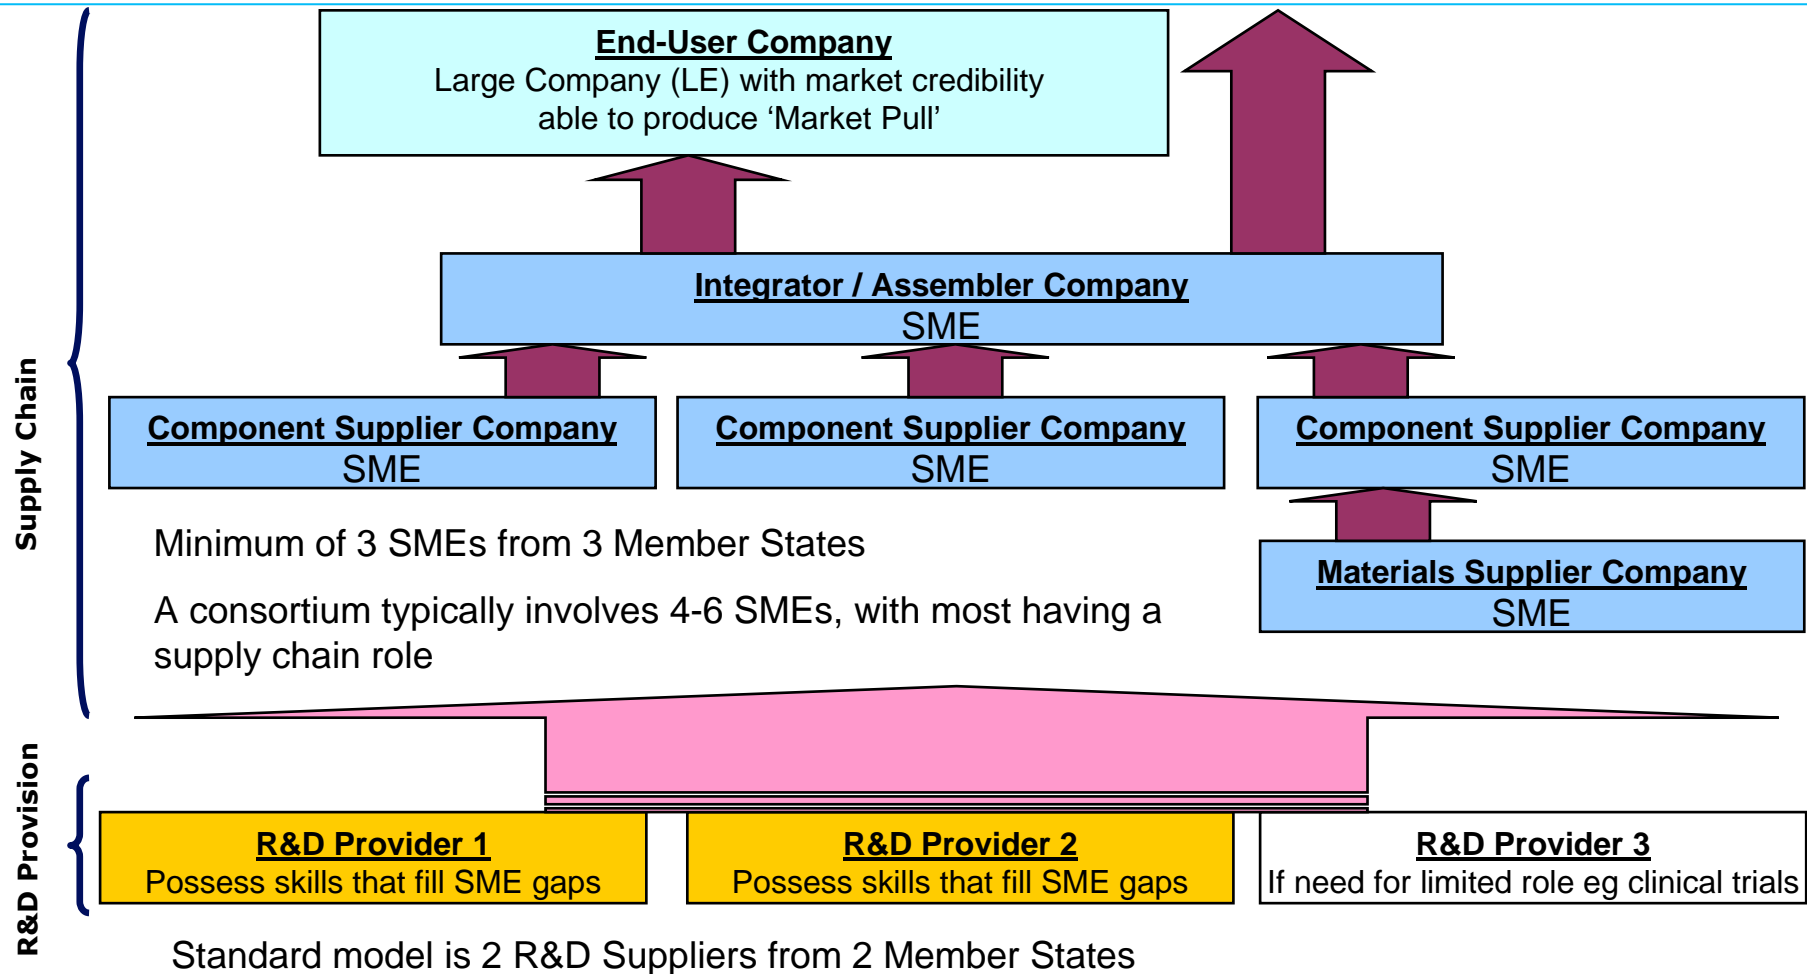 End-User Company
Large Company (LE) with market credibility
able to produce ‘Market Pull’
Integrator / Assembler Company
SME
Component Supplier Company
SME
Component Supplier Company
SME
Component Supplier Company
SME
Materials Supplier Company
SME
Minimum of 3 SMEs from 3 Member States
A consortium typically involves 4-6 SMEs, with most having a
supply chain role
Supply Chain
R&D Provision
R&D Provider 1
Possess skills that fill SME gaps
R&D Provider 2
Possess skills that fill SME gaps
R&D Provider 3
If need for limited role eg clinical trials
Standard model is 2 R&D Suppliers from 2 Member States